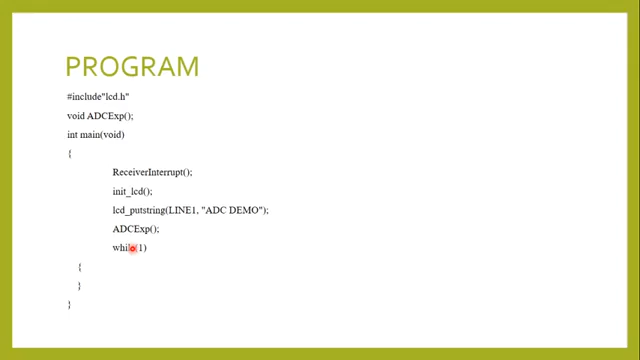 PROGRAM
#include"lcd.h"
void ADCExp();
int main(void)
{
ReceiverInterrupt();
init_lcd();
lcd_putstring(LINE1, "ADC DEMO");
ADCExp();
while(1)
{
}
}